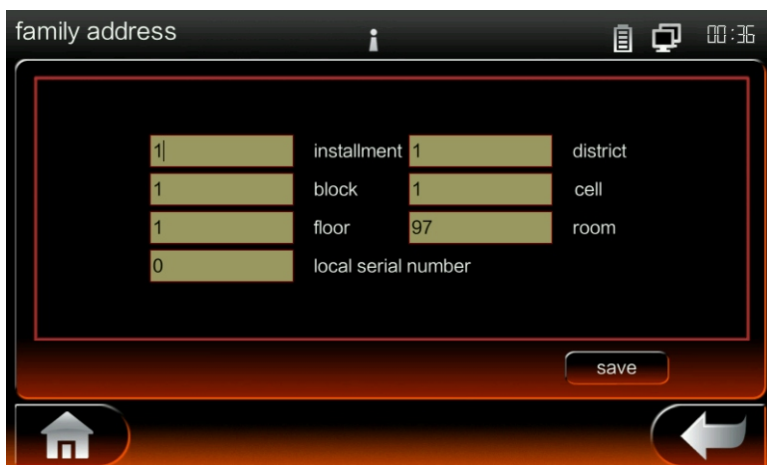 family address 00:36
1 installment 1 district
1 block 1 cell
1 floor 97 room
0 local serial number
save